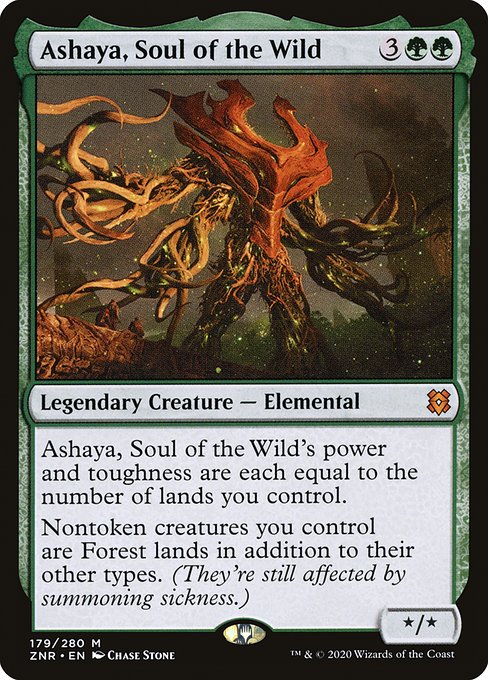 Ashaya, Soul of the Wild 3
Legendary Creature — Elemental
Ashaya, Soul of the Wild's power
and toughness are each equal to the
number of lands you control.
Nontoken creatures you control
are Forest lands in addition to their
other types. (They're still affected by
summoning sickness.)
*/*
179/280 M
ZNR • EN Chase Stone
™ & © 2020 Wizards of the Coast